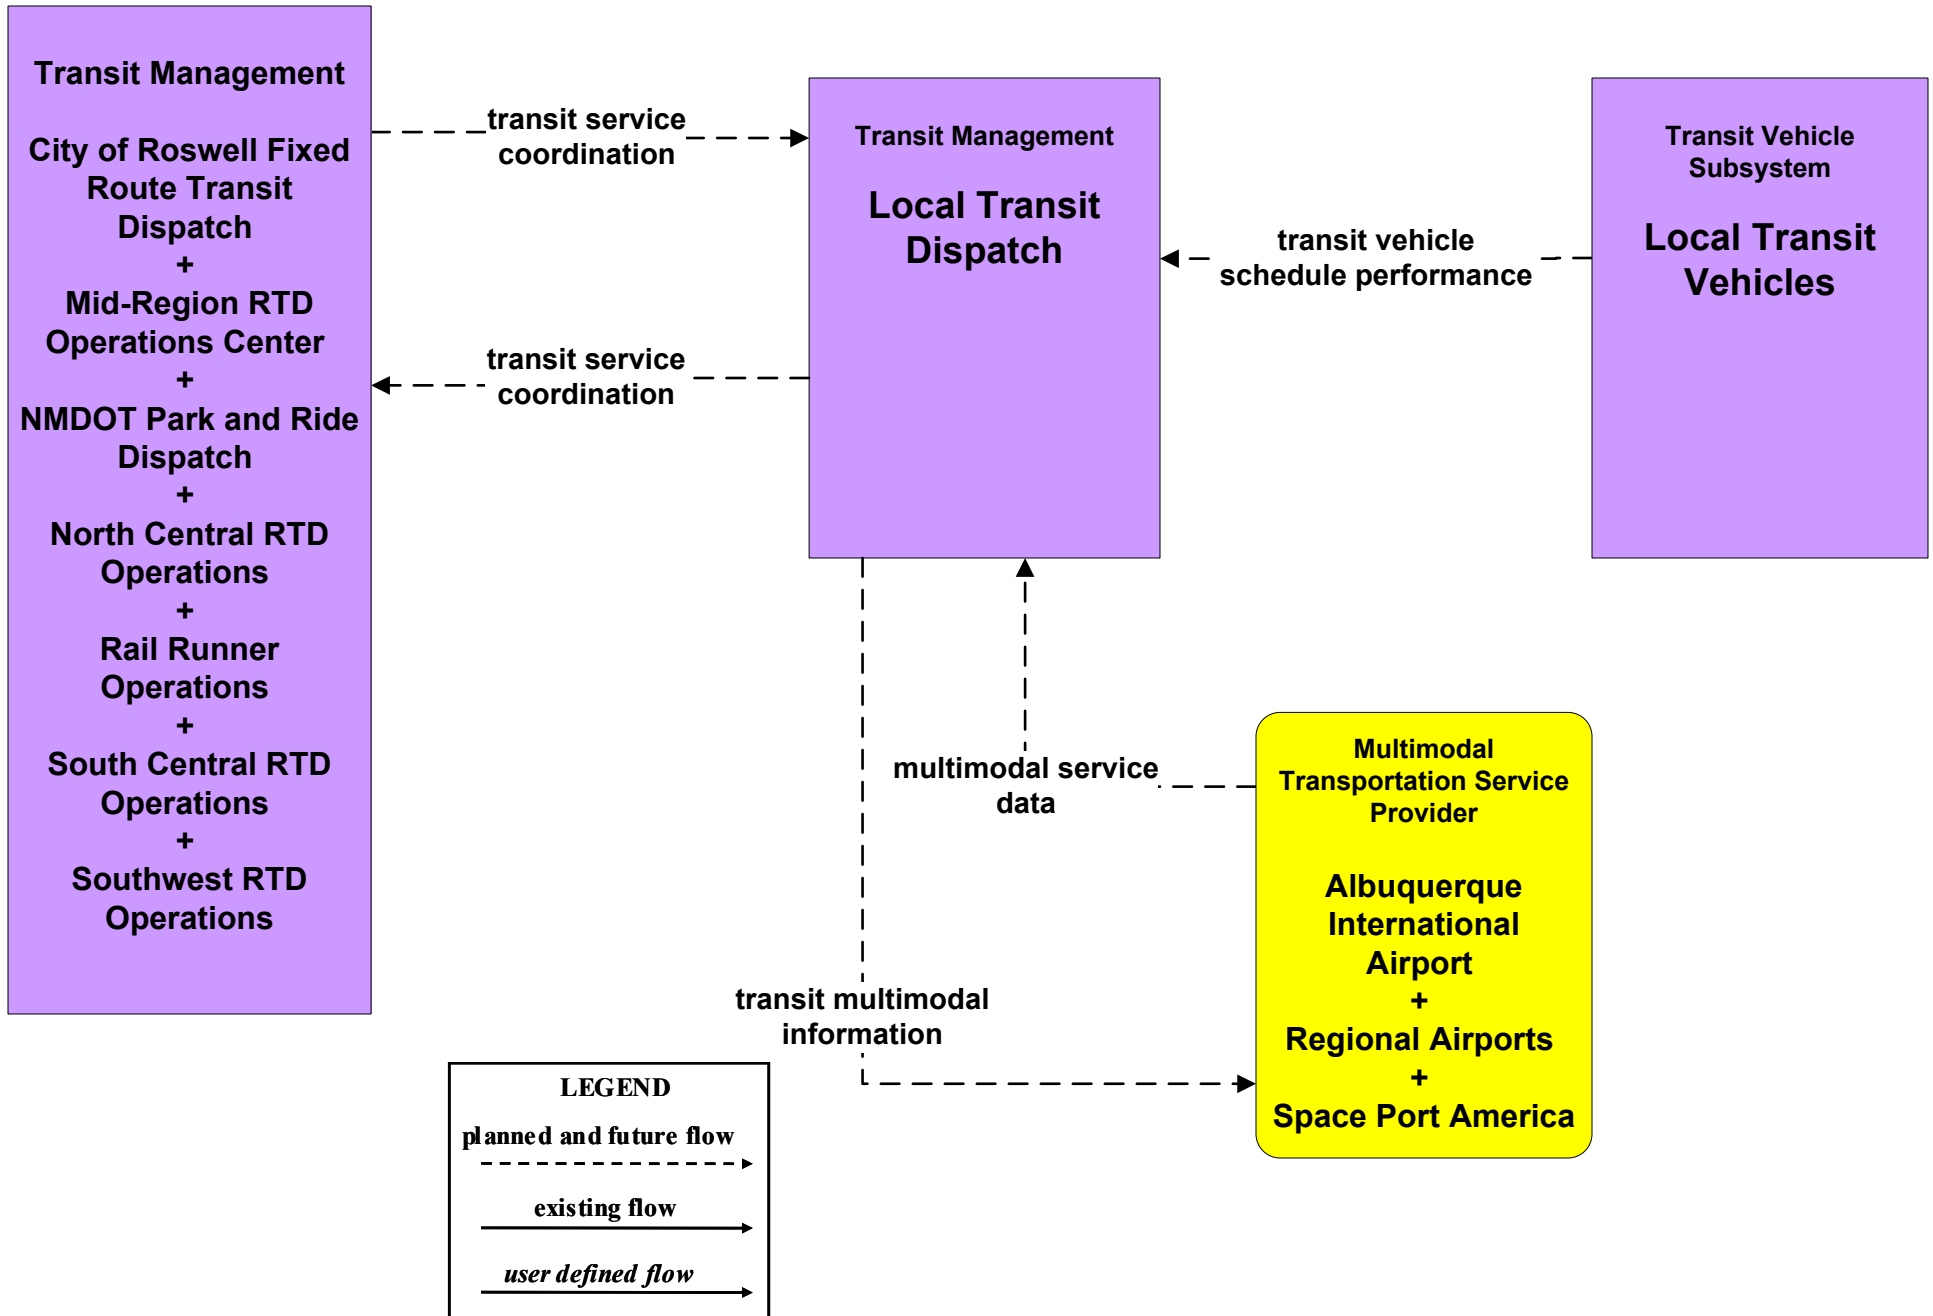 Transit Management
City of Roswell Fixed
Route Transit
Dispatch
+
Mid-Region RTD
Operations Center
+
NMDOT Park and Ride
Dispatch
+
North Central RTD
Operations
+
Rail Runner
Operations
+
South Central RTD
Operations
+
Southwest RTD
Operations
transit service
coordination
transit service
coordination
Transit Management
Local Transit
Dispatch
transit vehicle
schedule performance
Transit Vehicle
Subsystem
Local Transit
Vehicles
multimodal service
data
transit multimodal
information
Multimodal
Transportation Service
Provider
Albuquerque
International
Airport
+
Regional Airports
+
Space Port America
LEGEND
planned and future flow
existing flow
user defined flow